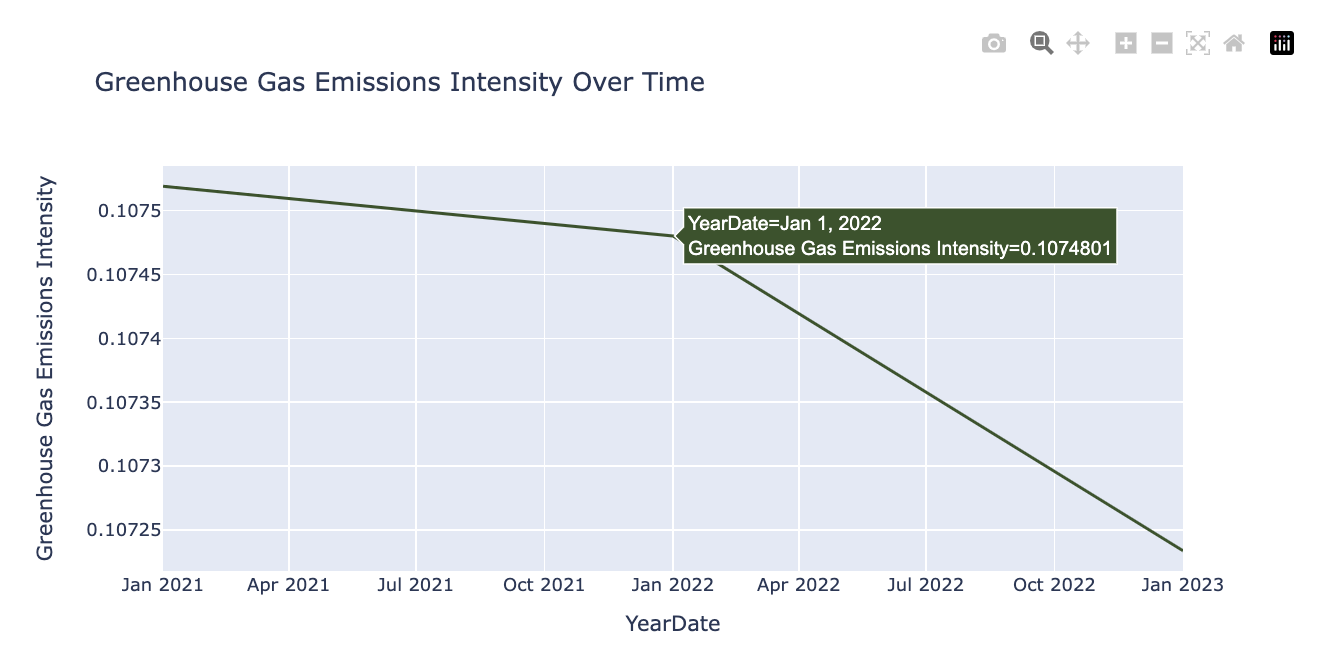 Greenhouse Gas Emissions Intensity Over Time
Greenhouse Gas Emissions Intensity
0.1075
0.10745
0.1074
0.10735
0.1073
0.10725
YearDate=Jan 1, 2022
Greenhouse Gas Emissions Intensity=0.1074801
Jan 2021 Apr 2021 Jul 2021 Oct 2021 Jan 2022 Apr 2022 Jul 2022 Oct 2022 Jan 2023
YearDate